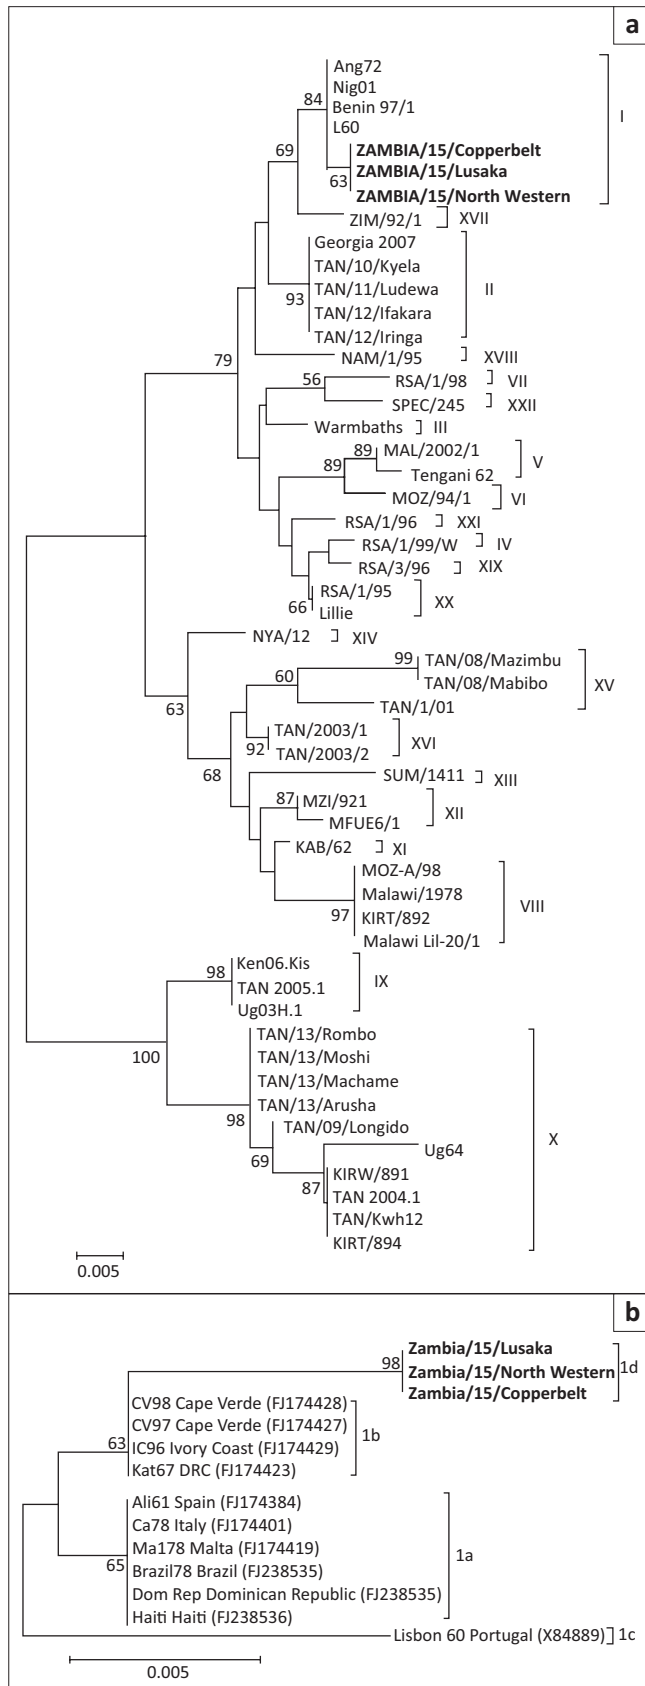 a
Ang72
Nig01
Benin 97/1
84
I
L60
ZAMBIA/15/Copperbelt
69
ZAMBIA/15/Lusaka
63
ZAMBIA/15/North Western
ZIM/92/1 XVII
Georgia 2007
TAN/10/Kyela
TAN/11/Ludewa II
93
TAN/12/Ifakara
TAN/12/Iringa
79
NAM/1/95 XVIII
56
RSA/1/98 VII
SPEC/245 XXII
Warmbaths III
89
MAL/2002/1
V
89
Tengani 62
MOZ/94/1 VI
RSA/1/96 XXI
RSA/1/99/W IV
RSA/3/96 XIX
RSA/1/95
XX
66
Lillie
NYA/12 XIV
99
TAN/08/Mazimbu
60
XV
TAN/08/Mabibo
63
TAN/1/01
TAN/2003/1
XVI
92
TAN/2003/2
68
SUM/1411 XIII
87
MZI/921
XII
MFUE6/1
KAB/62 XI
MOZ-A/98
Malawi/1978
VIII
97
KIRT/892
Malawi Lil-20/1
Ken06.Kis
98
IX
TAN 2005.1
Ug03H.1
TAN/13/Rombo
100
TAN/13/Moshi
TAN/13/Machame
TAN/13/Arusha
98
TAN/09/Longido X
69
Ug64
KIRW/891
87
TAN 2004.1
TAN/Kwh12
KIRT/894
0.005
b
Zambia/15/Lusaka
98
Zambia/15/North Western 1d
Zambia/15/Copperbelt
CV98 Cape Verde (FJ174428)
CV97 Cape Verde (FJ174427)
1b
63
IC96 Ivory Coast (FJ174429)
Kat67 DRC (FJ174423)
Ali61 Spain (FJ174384)
Ca78 Italy (FJ174401)
Ma178 Malta (FJ174419)
1a
65
Brazil78 Brazil (FJ238535)
Dom Rep Dominican Republic (FJ238535)
Haiti Haiti (FJ238536)
Lisbon 60 Portugal (X84889) 1c
0.005